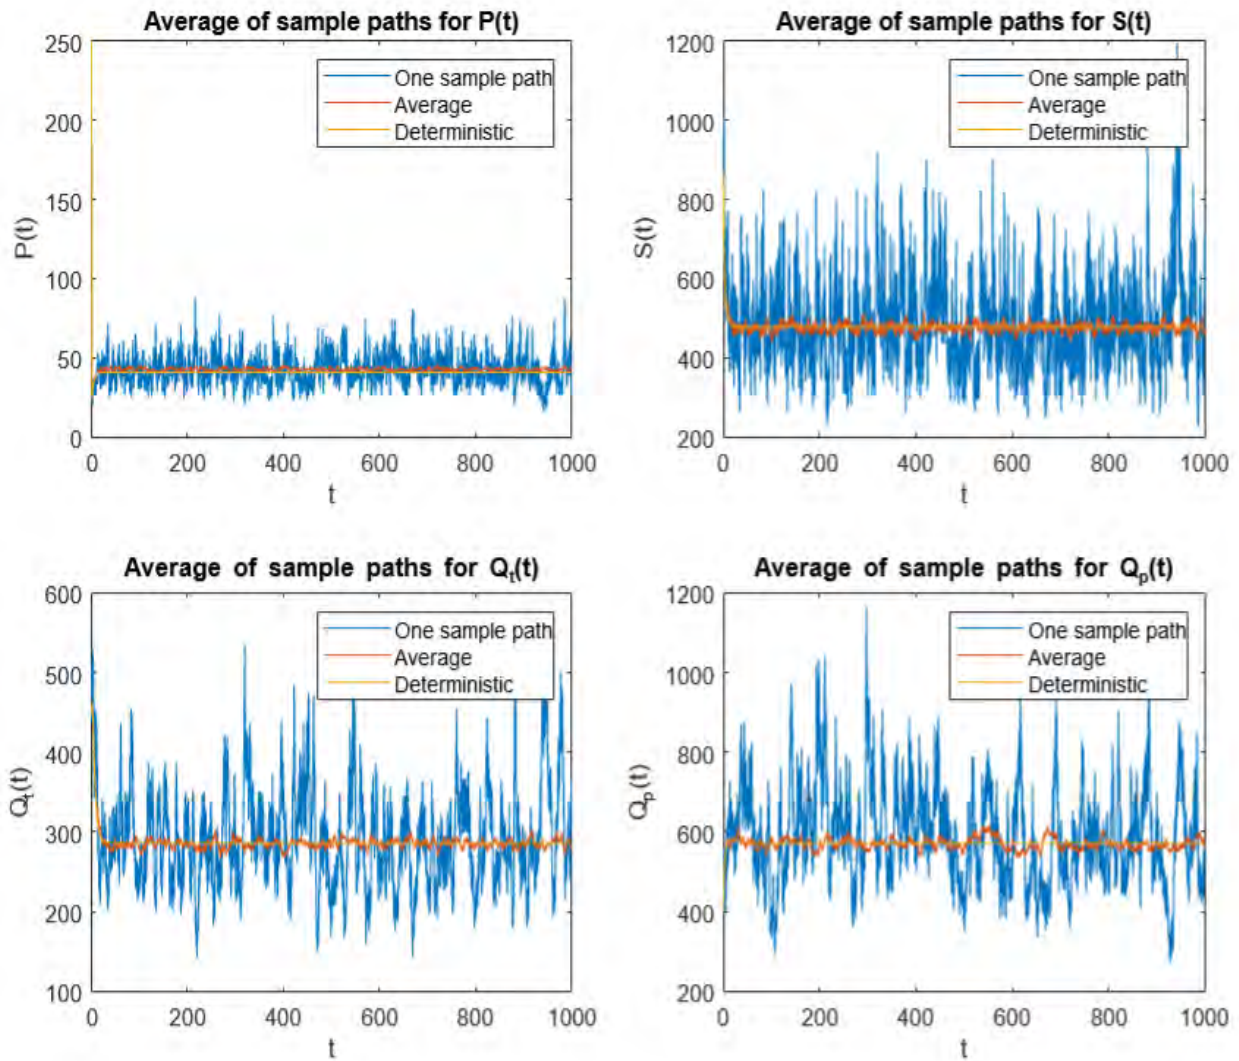 Average of sample paths for P(t)
250
200
150
100
50
0
P(t)
One sample path
Average
Deterministic
0 200 400 600 800 1000
t
Average of sample paths for S(t)
1200
1000
800
600
400
200
S(t)
One sample path
Average
Deterministic
0 200 400 600 800 1000
t
Average of sample paths for Qt(t)
600
500
400
300
200
100
Qt(t)
One sample path
Average
Deterministic
0 200 400 600 800 1000
t
Average of sample paths for Qp(t)
1200
1000
800
600
400
200
Qp(t)
One sample path
Average
Deterministic
0 200 400 600 800 1000
t